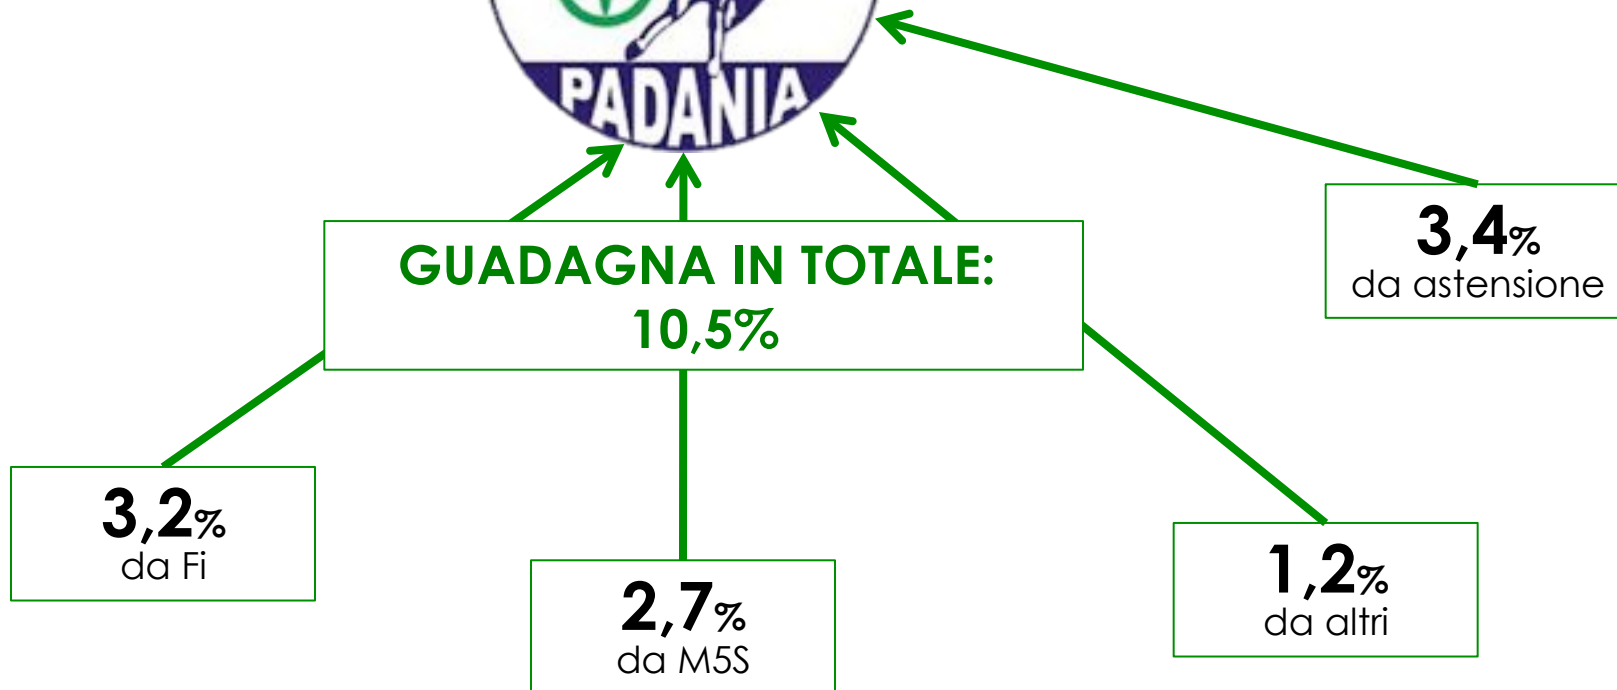 PADANIA
3,4%
da astensione
GUADAGNA IN TOTALE:
10,5%
3,2%
da Fi
2,7%
da M5S
1,2%
da altri